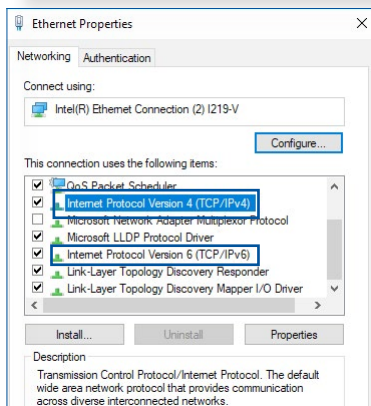 Ethernet Properties
Networking Authentication
Connect using:
Intel(R) Ethernet Connection (2) I219-V
Configure...
This connection uses the following items:
QoS Packet Scheduler
Internet Protocol Version 4 (TCP/IPv4)
Microsoft Network Adapter Multiplexor Protocol
Microsoft LLDP Protocol Driver
Internet Protocol Version 6 (TCP/IPv6)
Link-Layer Topology Discovery Responder
Link-Layer Topology Discovery Mapper I/O Driver
Install... Uninstall Properties
Description
Transmission Control Protocol/Internet Protocol. The default
wide area network protocol that provides communication
across diverse interconnected networks.